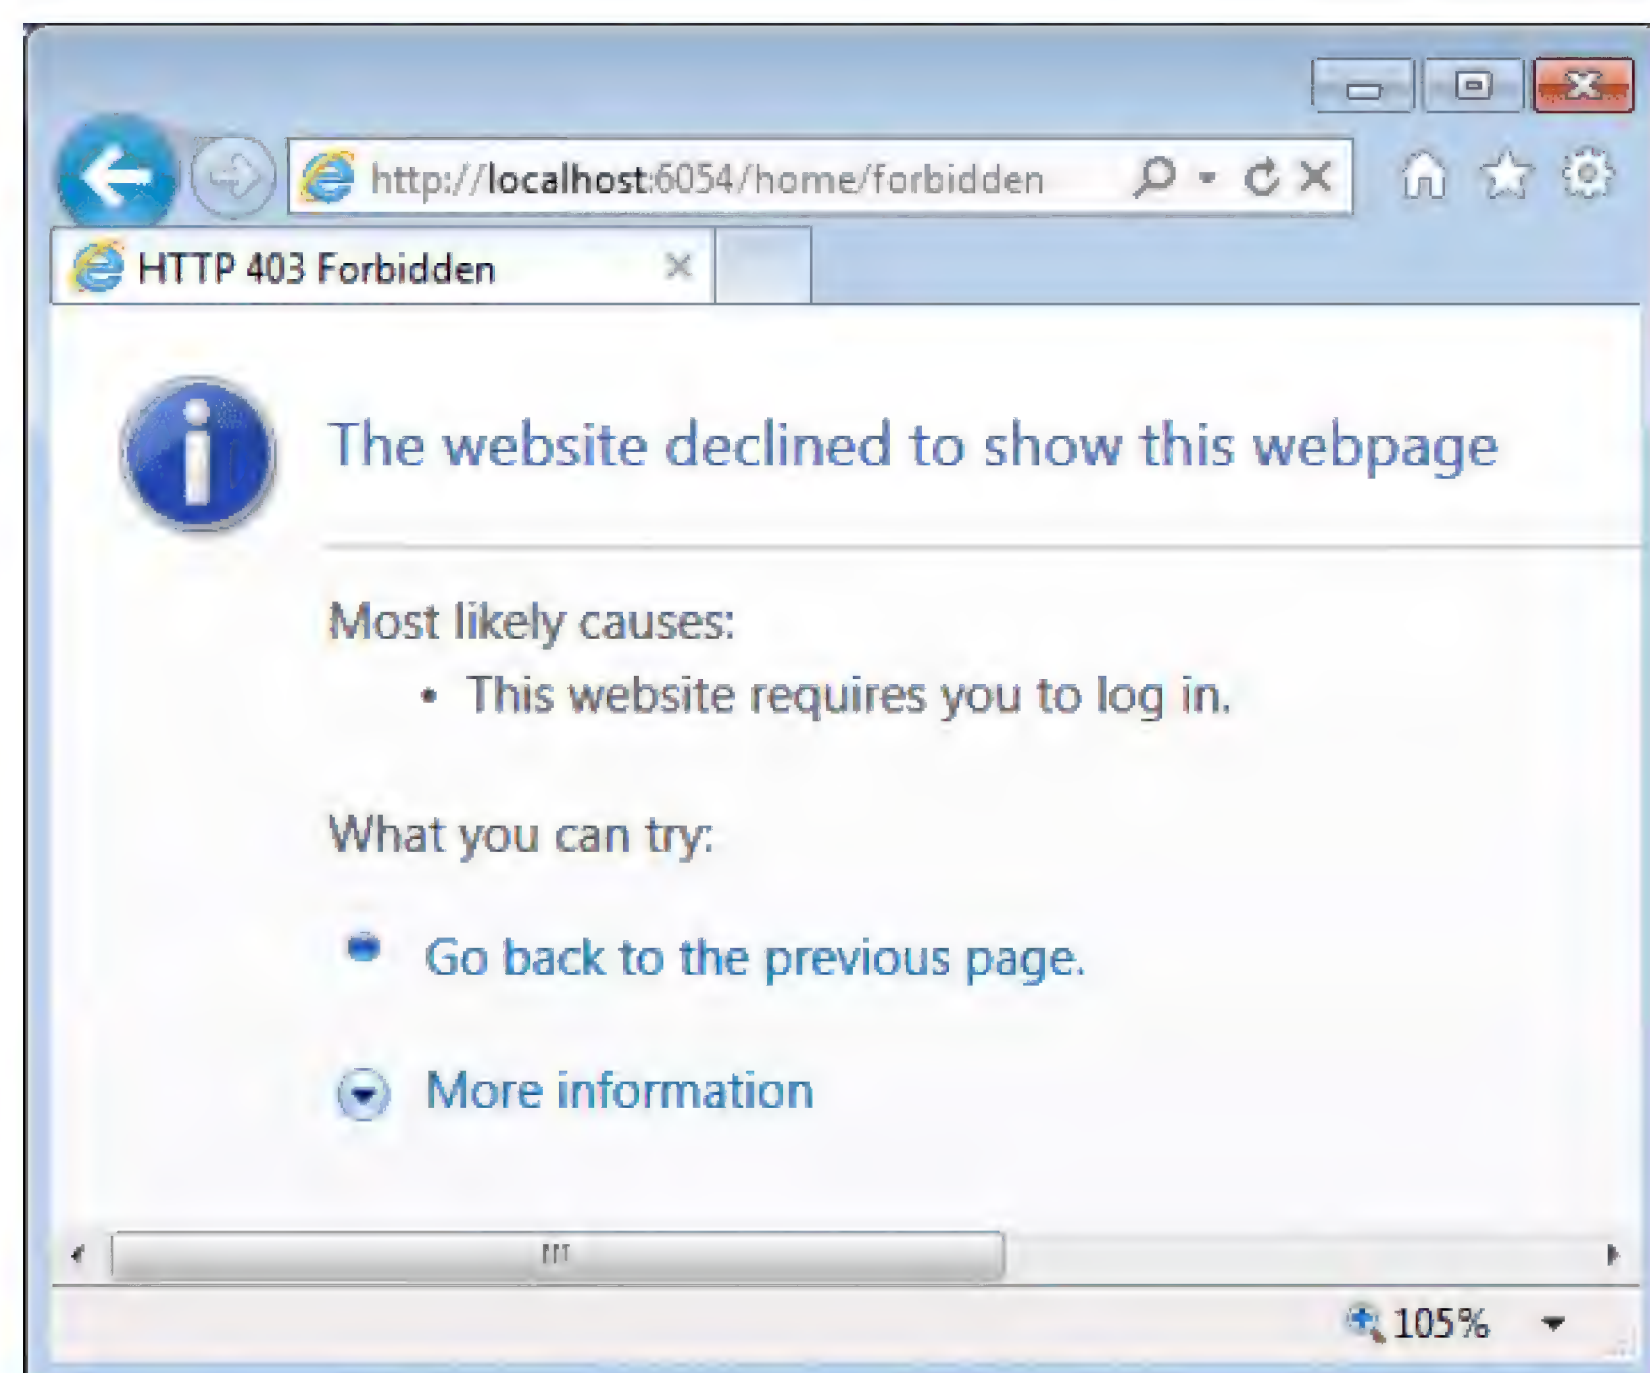 http://localhost:6054/home/forbidden
HTTP 403 Forbidden
The website declined to show this webpage
Most likely causes:
• This website requires you to log in.
What you can try:
Go back to the previous page.
More information
105%